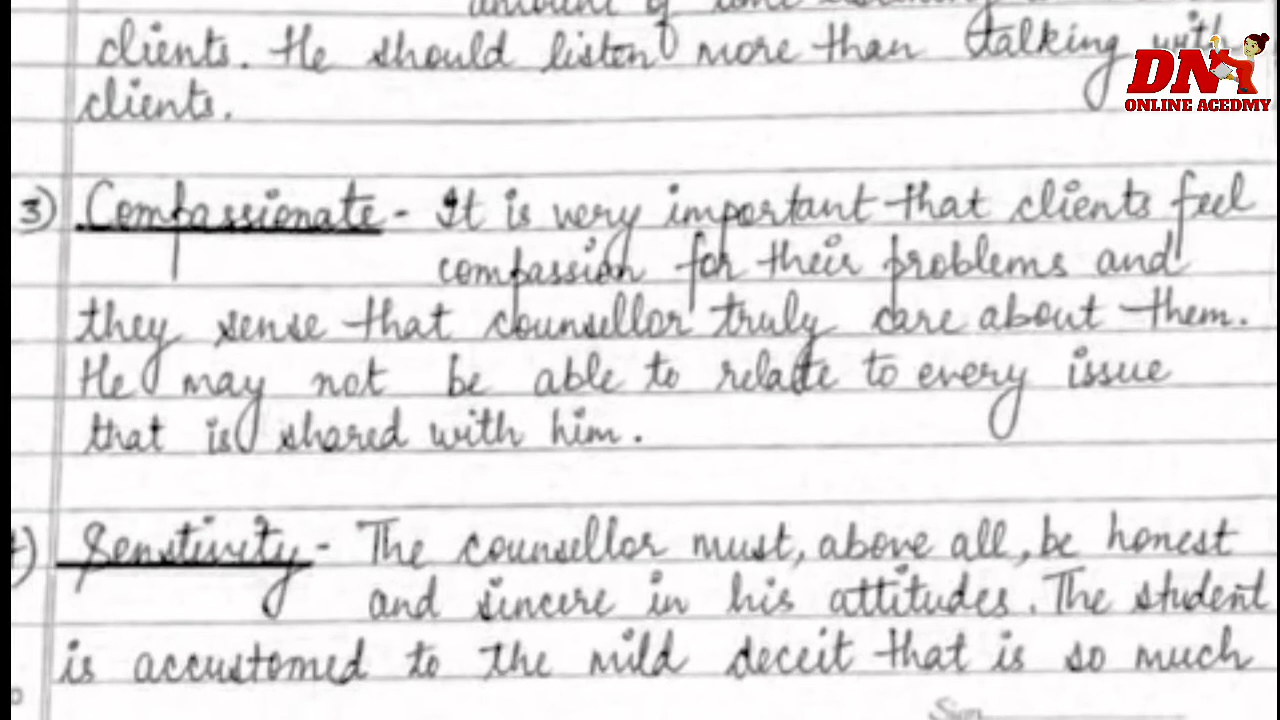 clients. He should listen more than talking with
clients.
DNA
ONLINE ACEDMY
3) Compassionate - It is very important that clients feel
compassion for their problems and
they sense that counsellor truly care about them.
He may not be able to relate to every issue
that is shared with him.
Senstivity - The counsellor must, above all, be honest
and sincere in his attitudes. The student
is accustomed to the mild deceit that is so much